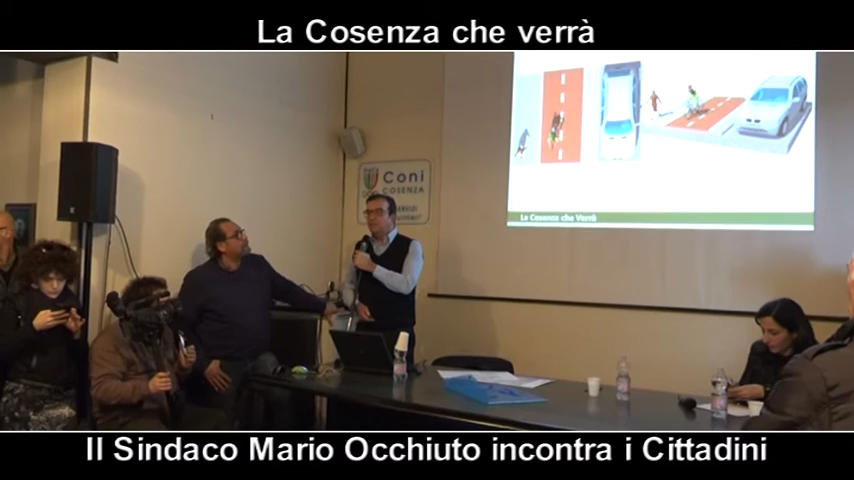 La Cosenza che verrà
Coni
COSENZA
La Cosenza che Verrà
Il Sindaco Mario Occhiuto incontra i Cittadini